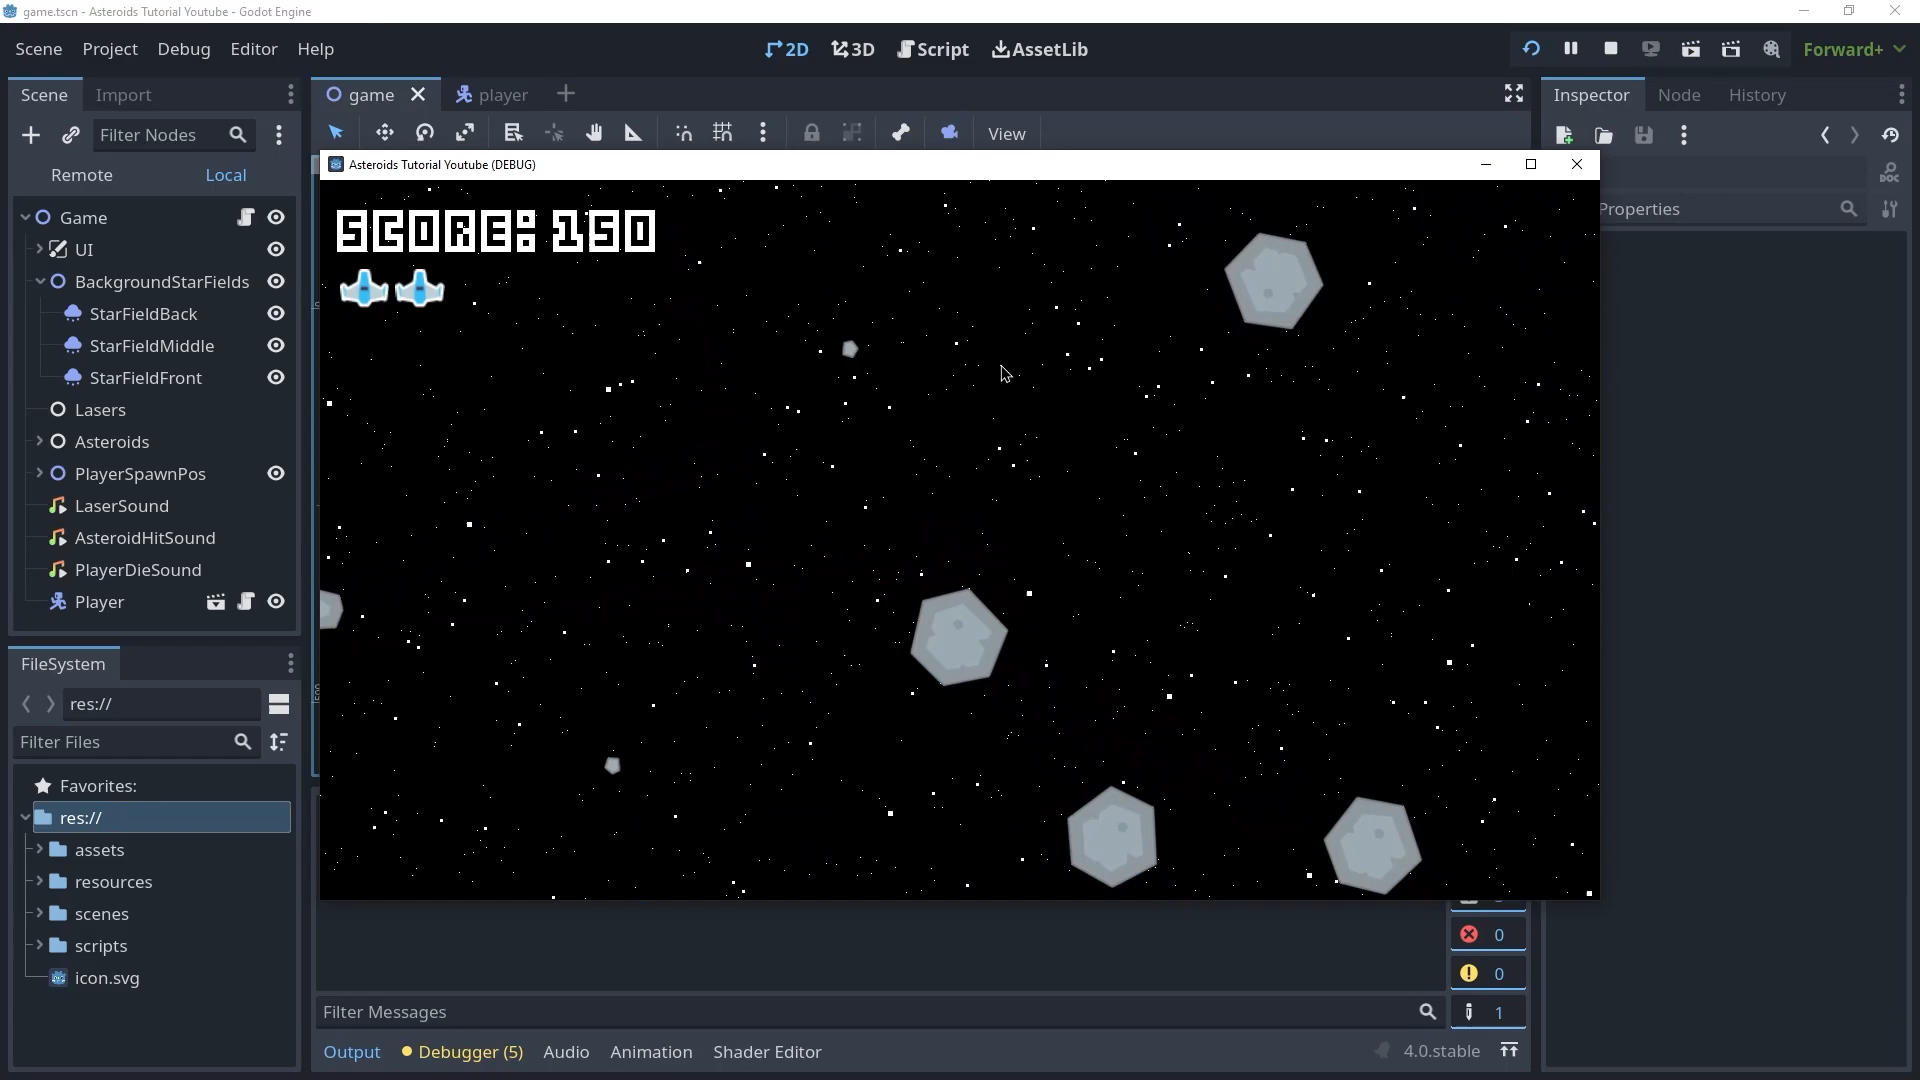 game.tscn - Asteroids Tutorial Youtube - Godot Engine
Scene Project Debug Editor Help
2D 3D Script AssetLib
Forward+
Scene Import
game player
Inspector Node History
Filter Nodes
View
Remote Local
Asteroids Tutorial Youtube (DEBUG)
Properties
DOC
SCORE: 150
Game
UI
BackgroundStarFields
StarFieldBack
StarFieldMiddle
StarFieldFront
Lasers
Asteroids
PlayerSpawnPos
LaserSound
AsteroidHitSound
PlayerDieSound
Player
FileSystem
res://
Filter Files
Favorites:
res://
assets
resources
scenes
scripts
icon.svg
0
0
Filter Messages
1
Output Debugger (5) Audio Animation Shader Editor
4.0.stable